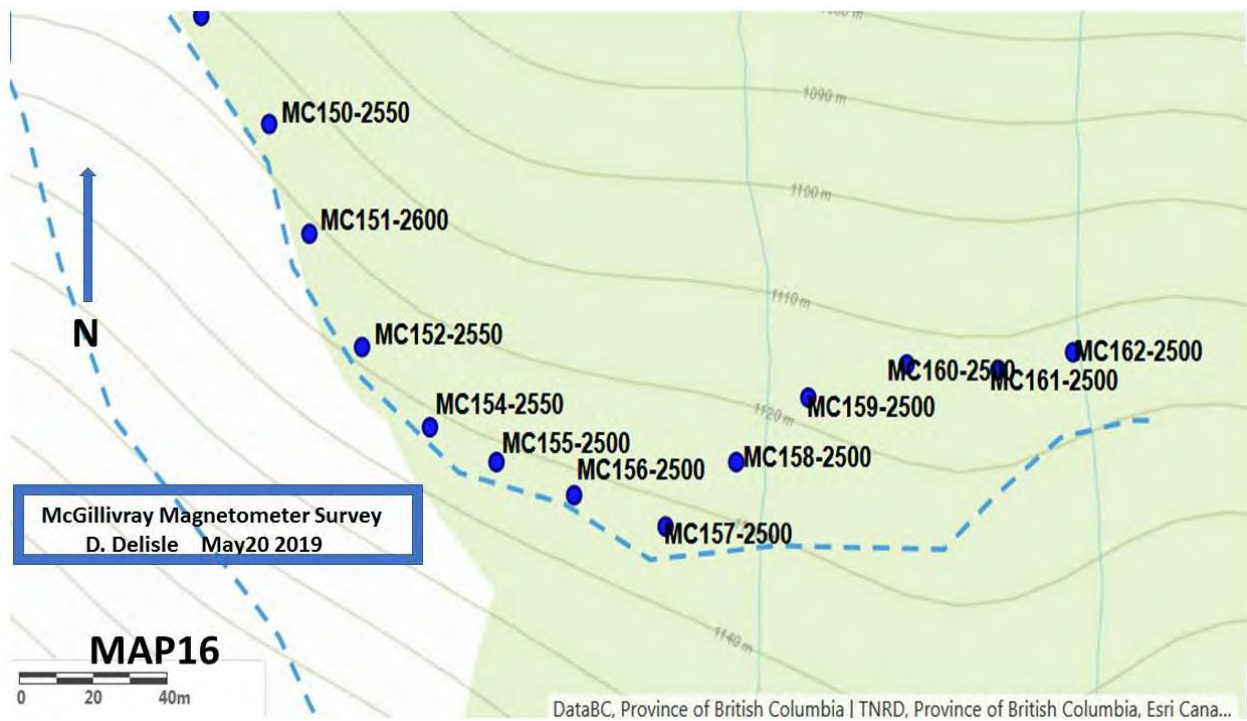 1090 m
MC150-2550
1100 m
MC151-2600
1110 m
N
MC152-2550
MC162-2500
MC160-2500
MC161-2500
MC154-2550
MC159-2500
1120 m
MC155-2500
MC156-2500
MC158-2500
McGillivray Magnetometer Survey
D. Delisle May20 2019
MC157-2500
1140 m
MAP16
0 20 40m
DataBC, Province of British Columbia | TNRD, Province of British Columbia, Esri Cana...